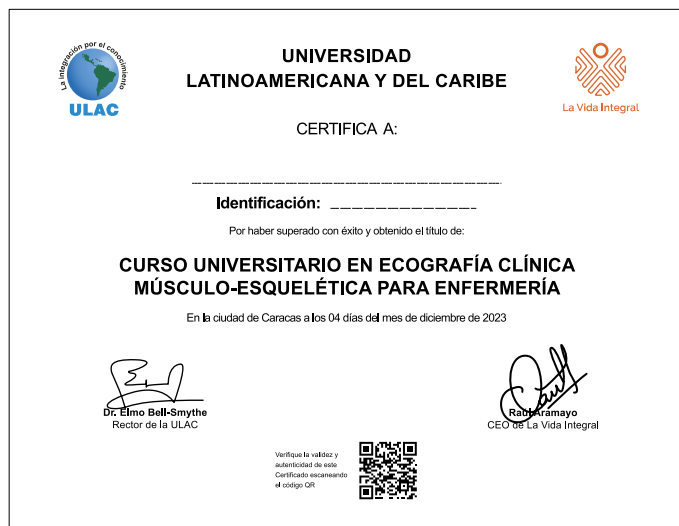 La integración por el conocimiento
ULAC
UNIVERSIDAD
LATINOAMERICANA Y DEL CARIBE
La Vida Integral
CERTIFICA A:
Identificación:
Por haber superado con éxito y obtenido el título de:
CURSO UNIVERSITARIO EN ECOGRAFÍA CLÍNICA
MÚSCULO-ESQUELÉTICA PARA ENFERMERÍA
En la ciudad de Caracas a los 04 días del mes de diciembre de 2023
Dr. Elmo Bell-Smythe
Rector de la ULAC
Raúl Aramayo
CEO de La Vida Integral
Verifique la validez y
autenticidad de este
Certificado escaneando
el código QR